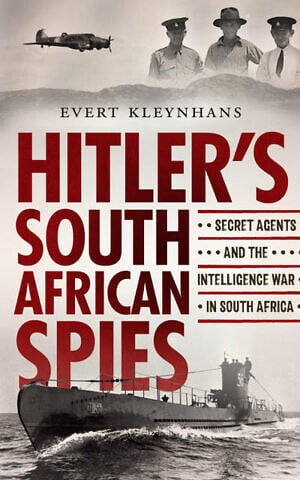 EVERT KLEYNHANS
HITLER'S
SOUTH
AFRICAN
SPIES
SECRET AGENTS
AND THE
INTELLIGENCE WAR
IN SOUTH AFRICA